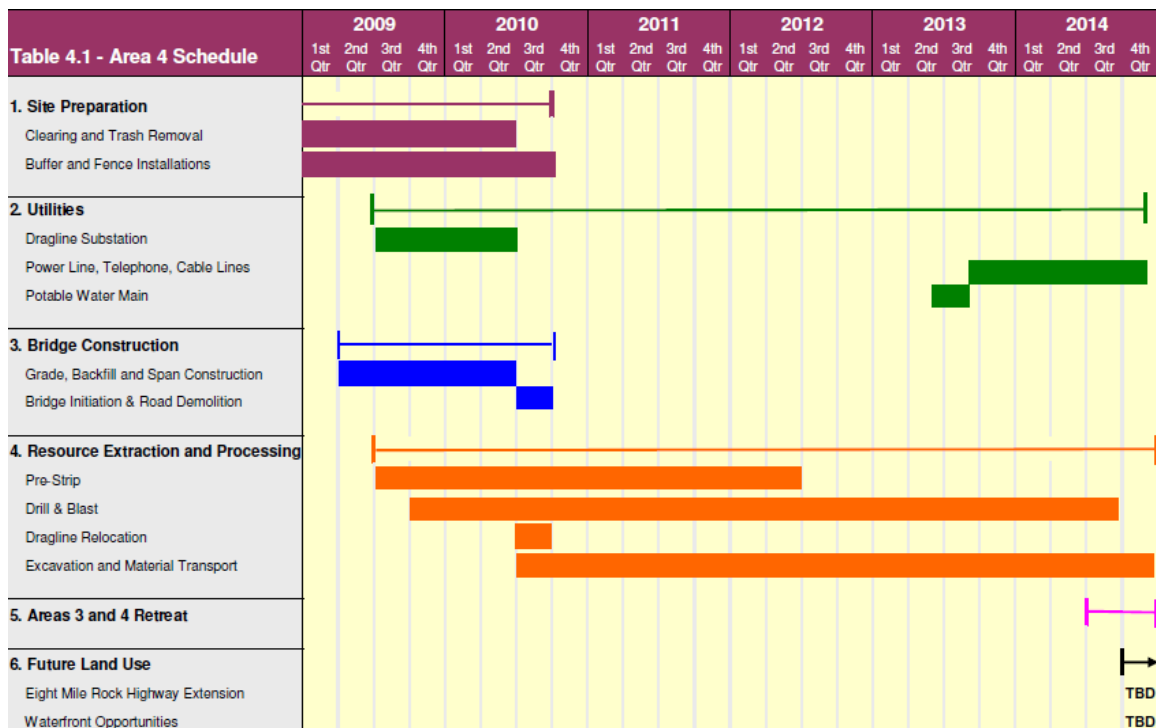 2009 2010 2011 2012 2013 2014
Table 4.1 - Area 4 Schedule
1st Qtr 2nd Qtr 3rd Qtr 4th Qtr 1st Qtr 2nd Qtr 3rd Qtr 4th Qtr 1st Qtr 2nd Qtr 3rd Qtr 4th Qtr 1st Qtr 2nd Qtr 3rd Qtr 4th Qtr 1st Qtr 2nd Qtr 3rd Qtr 4th Qtr 1st Qtr 2nd Qtr 3rd Qtr 4th Qtr
1. Site Preparation
Clearing and Trash Removal
Buffer and Fence Installations
2. Utilities
Dragline Substation
Power Line, Telephone, Cable Lines
Potable Water Main
3. Bridge Construction
Grade, Backfill and Span Construction
Bridge Initiation & Road Demolition
4. Resource Extraction and Processing
Pre-Strip
Drill & Blast
Dragline Relocation
Excavation and Material Transport
5. Areas 3 and 4 Retreat
6. Future Land Use
Eight Mile Rock Highway Extension TBD
Waterfront Opportunities TBD